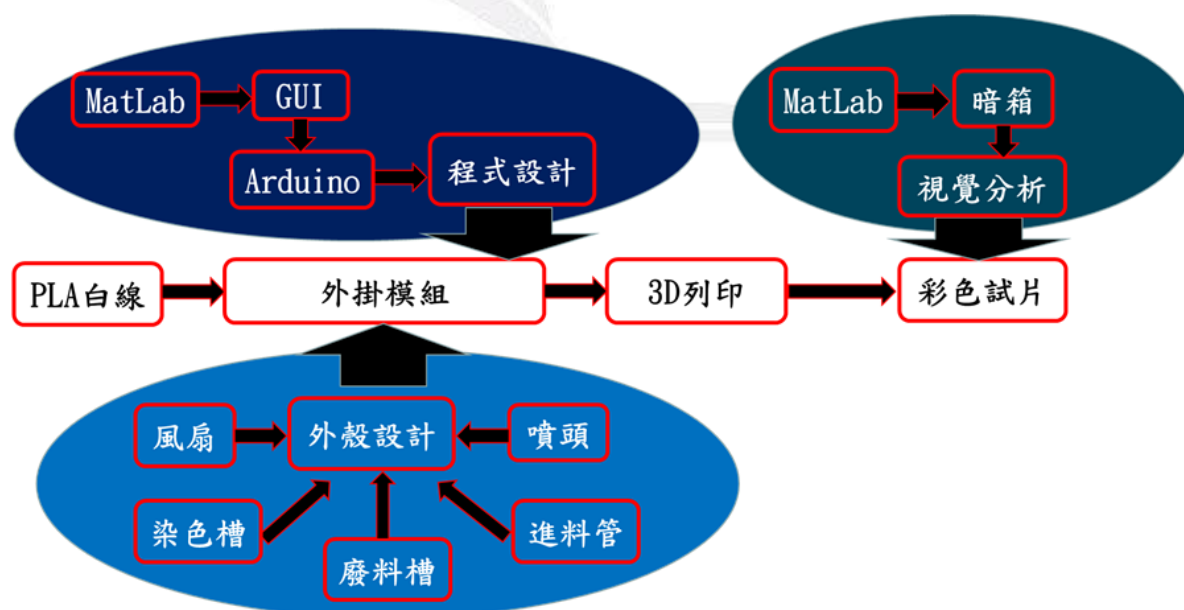 MatLab
GUI
Arduino
程式設計
MatLab
暗箱
視覺分析
PLA白線
外掛模組
3D列印
彩色試片
風扇
外殼設計
噴頭
染色槽
廢料槽
進料管